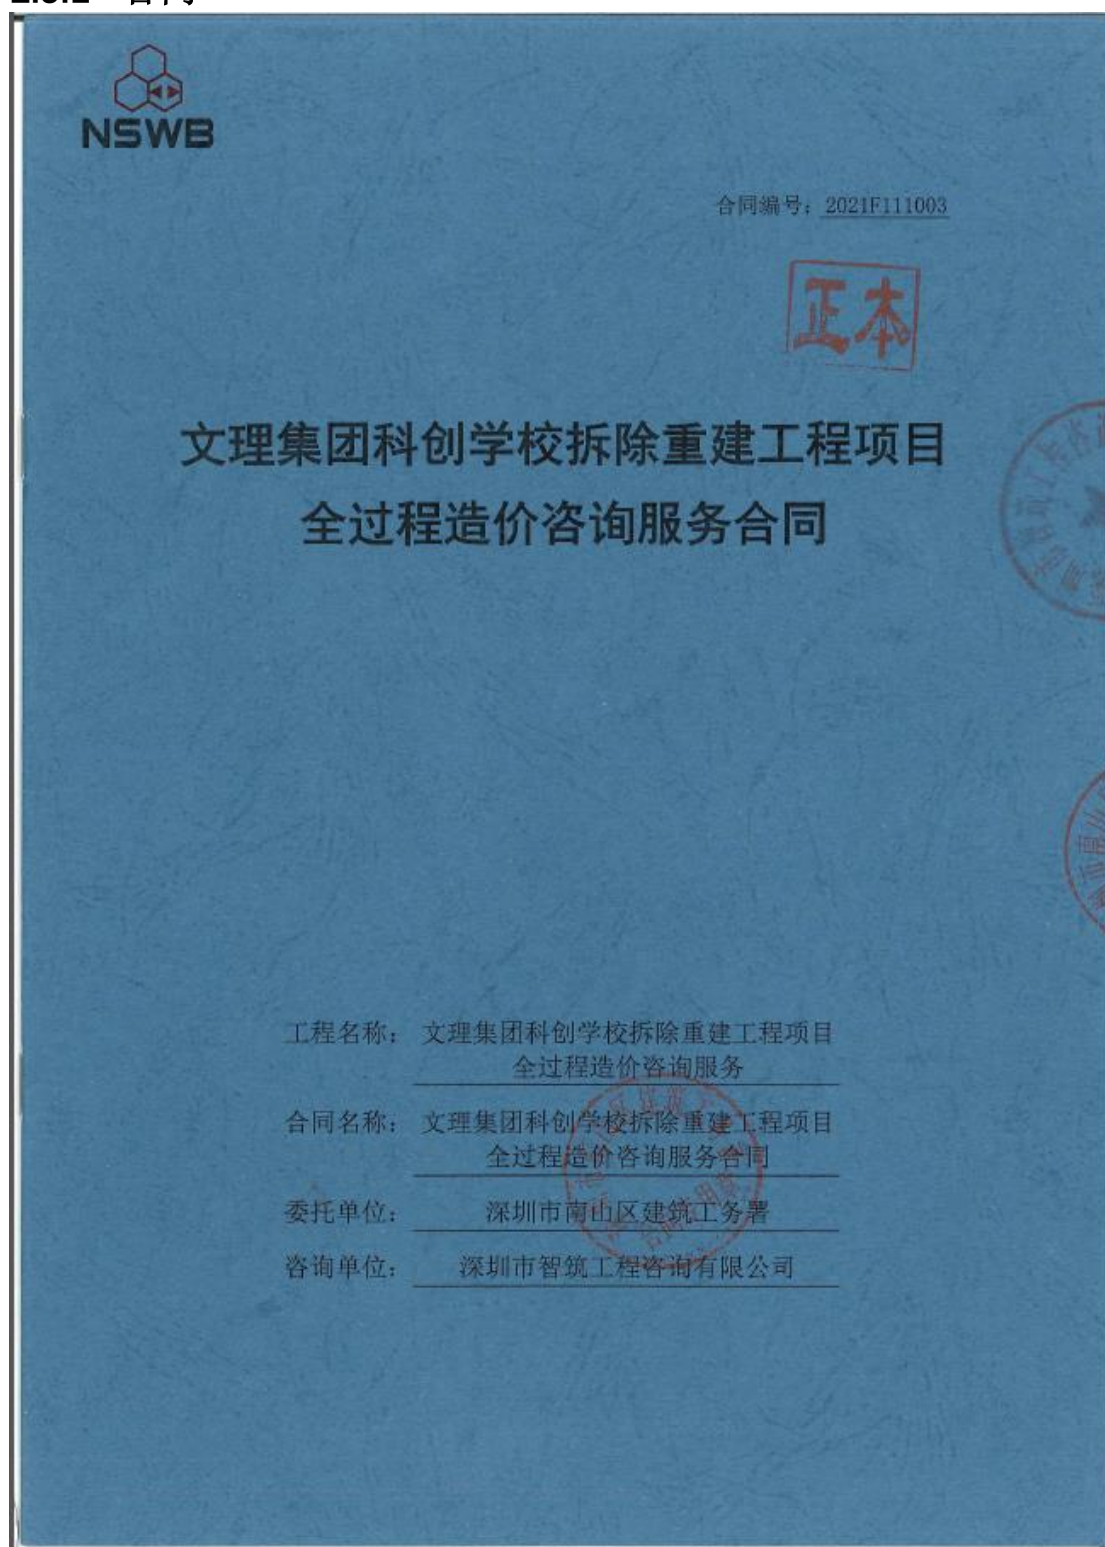 NSWB
合同编号：2021F111003
正本
文理集团科创学校拆除重建工程项目
全过程造价咨询服务合同
工程名称：文理集团科创学校拆除重建工程项目
全过程造价咨询服务
合同名称：文理集团科创学校拆除重建工程项目
全过程造价咨询服务合同
委托单位：深圳市南山区建筑工务署
咨询单位：深圳市智筑工程咨询有限公司